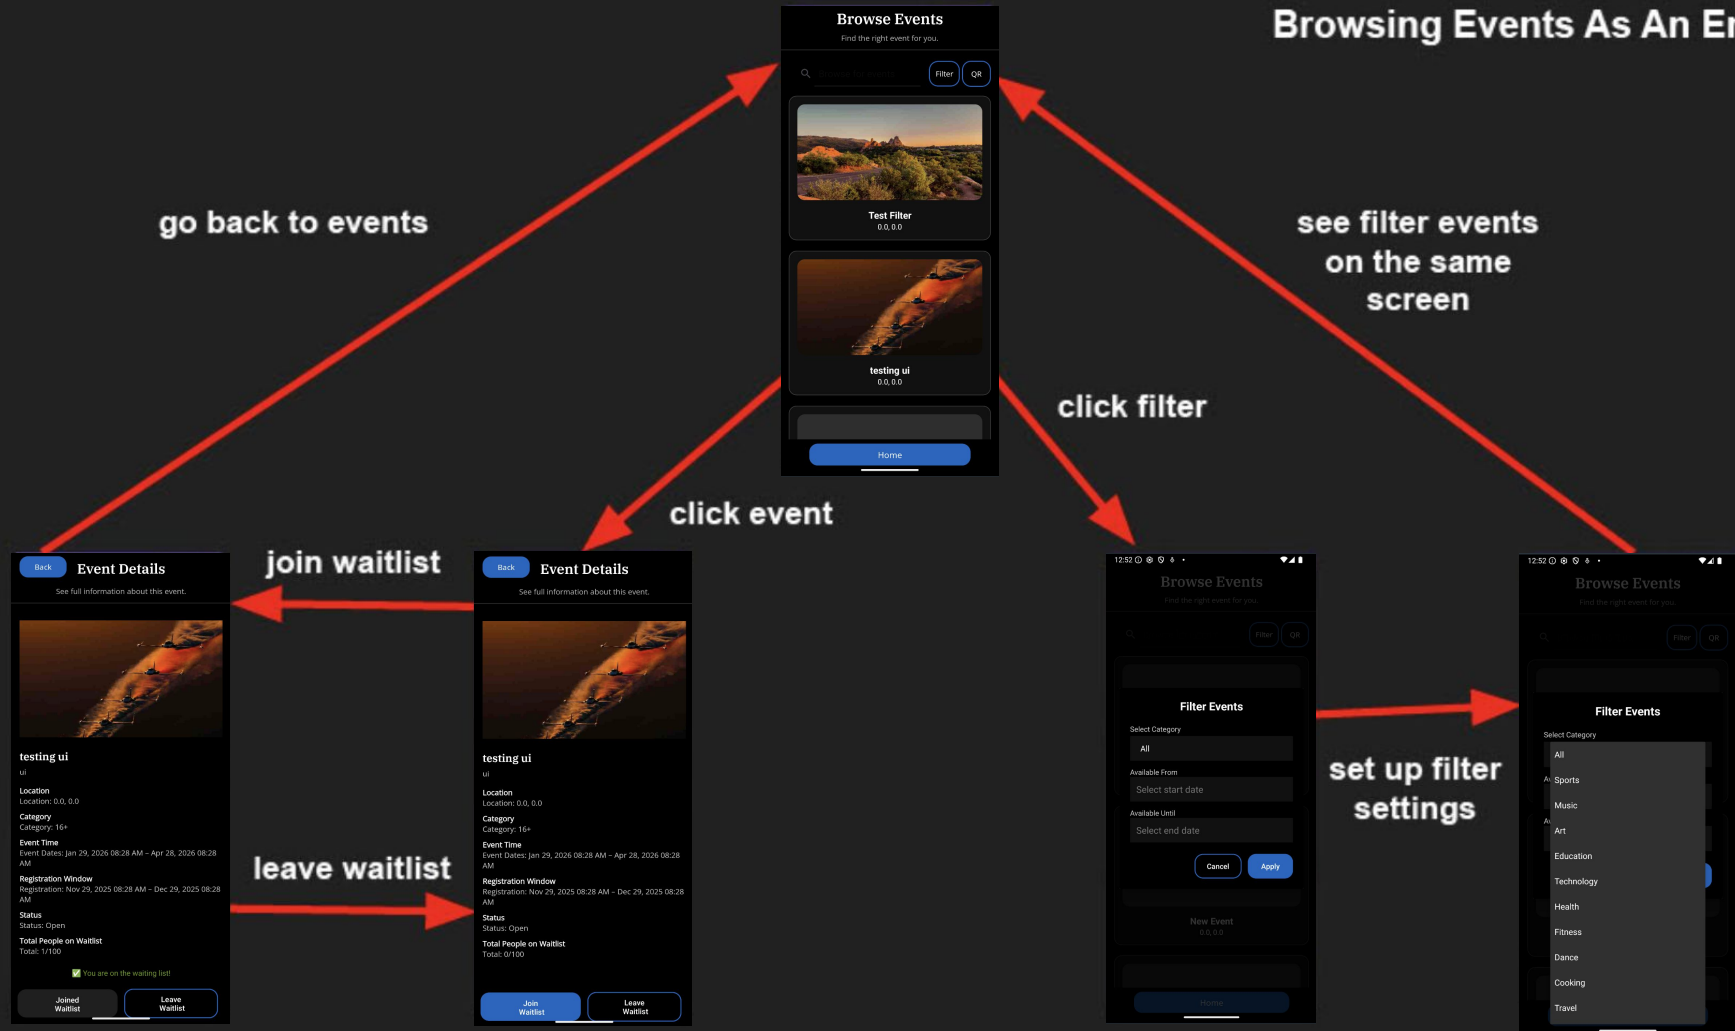 Browsing Events As An En
Browse Events
Find the right event for you.
Filter
QR
Test Filter
0.0, 0.0
testing ui
0.0, 0.0
Home
go back to events
see filter events
on the same
screen
click filter
click event
join waitlist
leave waitlist
set up filter
settings
Back
Event Details
See full information about this event.
testing ui
ui
Location
Location: 0.0, 0.0
Category
Category: 16+
Event Time
Event Dates: Jan 29, 2026 08:28 AM – Apr 28, 2026 08:28
AM
Registration Window
Registration: Nov 29, 2025 08:28 AM – Dec 29, 2025 08:28
AM
Status
Status: Open
Total People on Waitlist
Total: 1/100
✅ You are on the waiting list!
Joined
Waitlist
Leave
Waitlist
Back
Event Details
See full information about this event.
testing ui
ui
Location
Location: 0.0, 0.0
Category
Category: 16+
Event Time
Event Dates: Jan 29, 2026 08:28 AM – Apr 28, 2026 08:28
AM
Registration Window
Registration: Nov 29, 2025 08:28 AM – Dec 29, 2025 08:28
AM
Status
Status: Open
Total People on Waitlist
Total: 0/100
Join
Waitlist
Leave
Waitlist
12:52
Browse Events
Find the right event for you.
Filter
QR
Filter Events
Select Category
All
Available From
Select start date
Available Until
Select end date
Cancel
Apply
New Event
0.0, 0.0
Home
12:52
Browse Events
Find the right event for you.
Filter
QR
Filter Events
Select Category
All
Sports
Music
Art
Education
Technology
Health
Fitness
Dance
Cooking
Travel